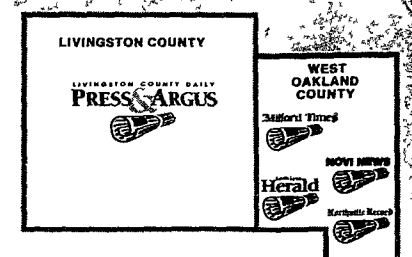 LIVINGSTON COUNTY
LIVINGSTON COUNTY DAILY
PRESS & ARGUS
WEST
OAKLAND
COUNTY
Milford Times
NOVI NEWS
Herald
Northville Record